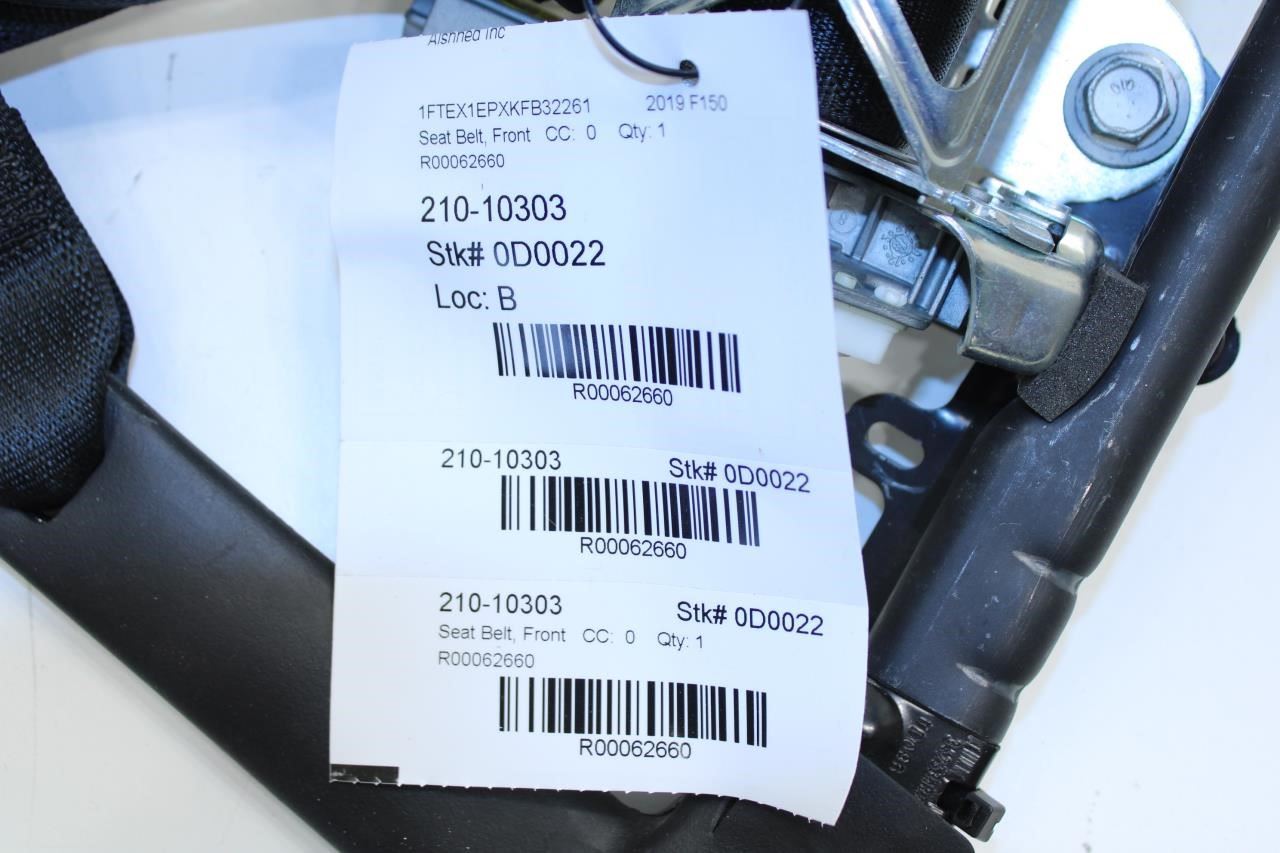 Aishned Inc
1FTEX1EPXKFB32261 2019 F150
Seat Belt, Front CC: 0 Qty: 1
R00062660
210-10303
Stk# 0D0022
Loc: B
R00062660
210-10303 Stk# 0D0022
R00062660
210-10303 Stk# 0D0022
Seat Belt, Front CC: 0 Qty: 1
R00062660
R00062660